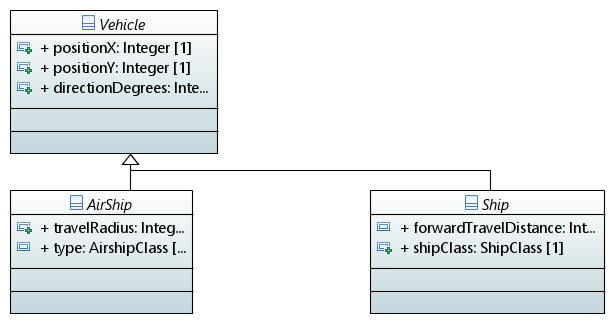 Vehicle
+ positionX: Integer [1]
+ positionY: Integer [1]
+ directionDegrees: Inte...
AirShip
+ travelRadius: Integ...
+ type: AirshipClass [...
Ship
+ forwardTravelDistance: Int...
+ shipClass: ShipClass [1]